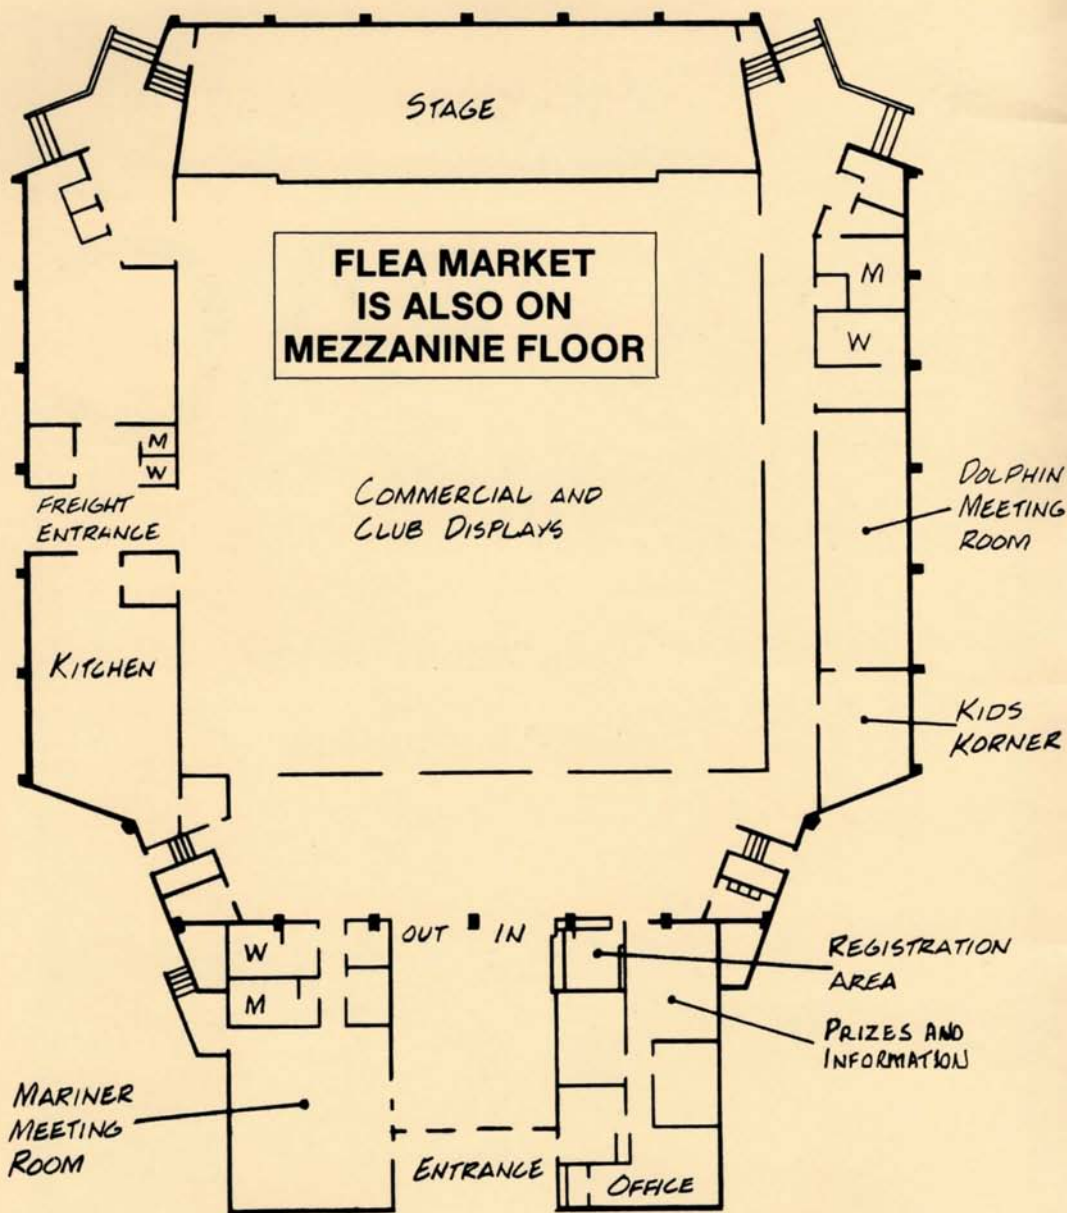 STAGE
FLEA MARKET
IS ALSO ON
MEZZANINE FLOOR
M
W
M
W
FREIGHT
ENTRANCE
COMMERCIAL AND
CLUB DISPLAYS
DOLPHIN
MEETING
ROOM
KITCHEN
KIDS
KORNER
OUT
IN
W
M
REGISTRATION
AREA
PRIZES AND
INFORMATION
MARINER
MEETING
ROOM
ENTRANCE
OFFICE